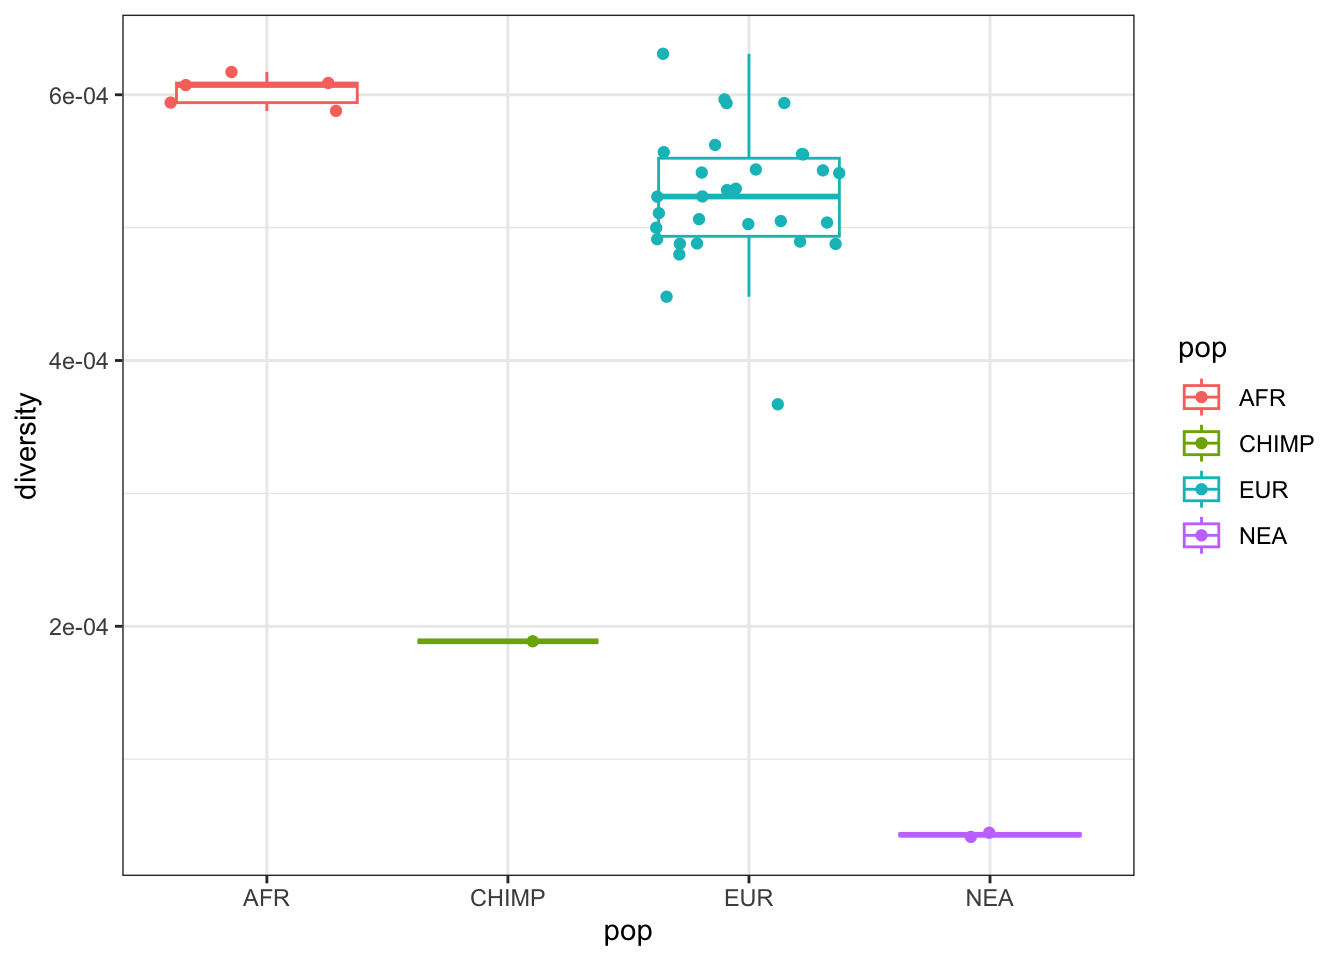 6e-04
4e-04
2e-04
diversity
AFR
CHIMP
EUR
NEA
pop
pop
AFR
CHIMP
EUR
NEA